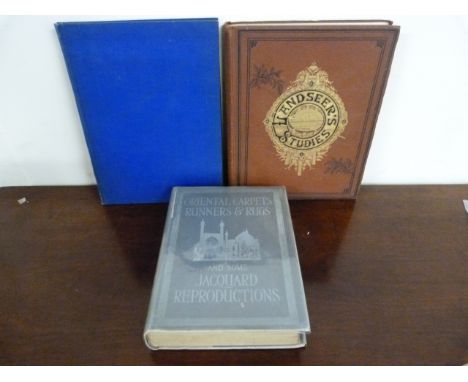 LANDSEER'S
STUDIES
ORIENTAL CARPETS
RUNNERS & RUGS
AND SOME
JACQUARD
REPRODUCTIONS